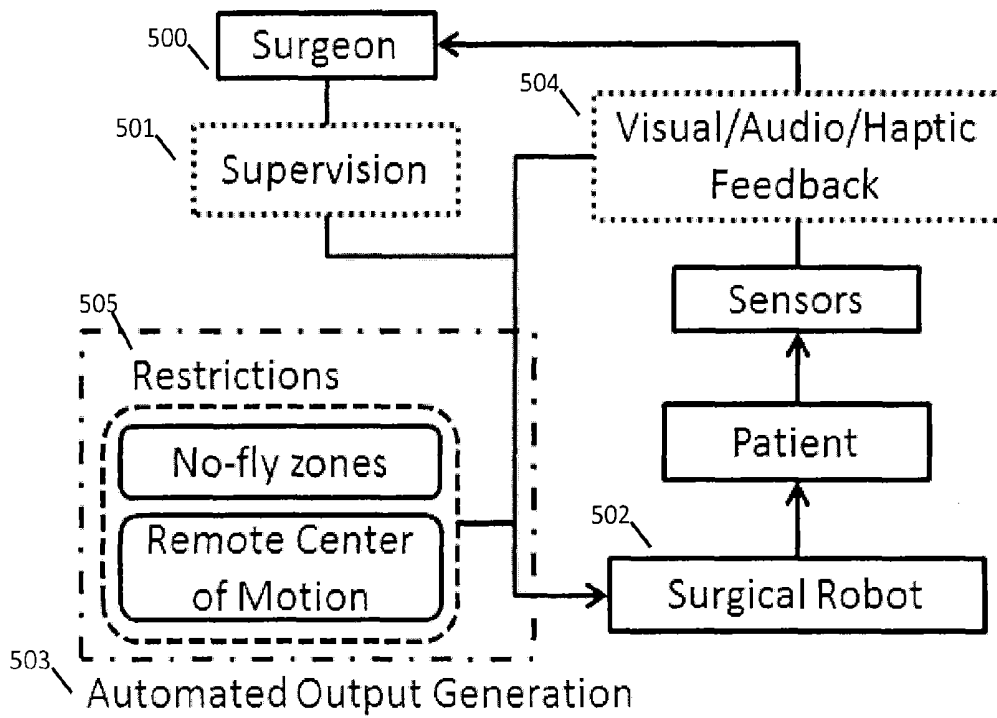 500
Surgeon
501
Supervision
504
Visual/Audio/Haptic
Feedback
Sensors
505
Restrictions
No-fly zones
Remote Center
of Motion
Patient
502
Surgical Robot
503
Automated Output Generation